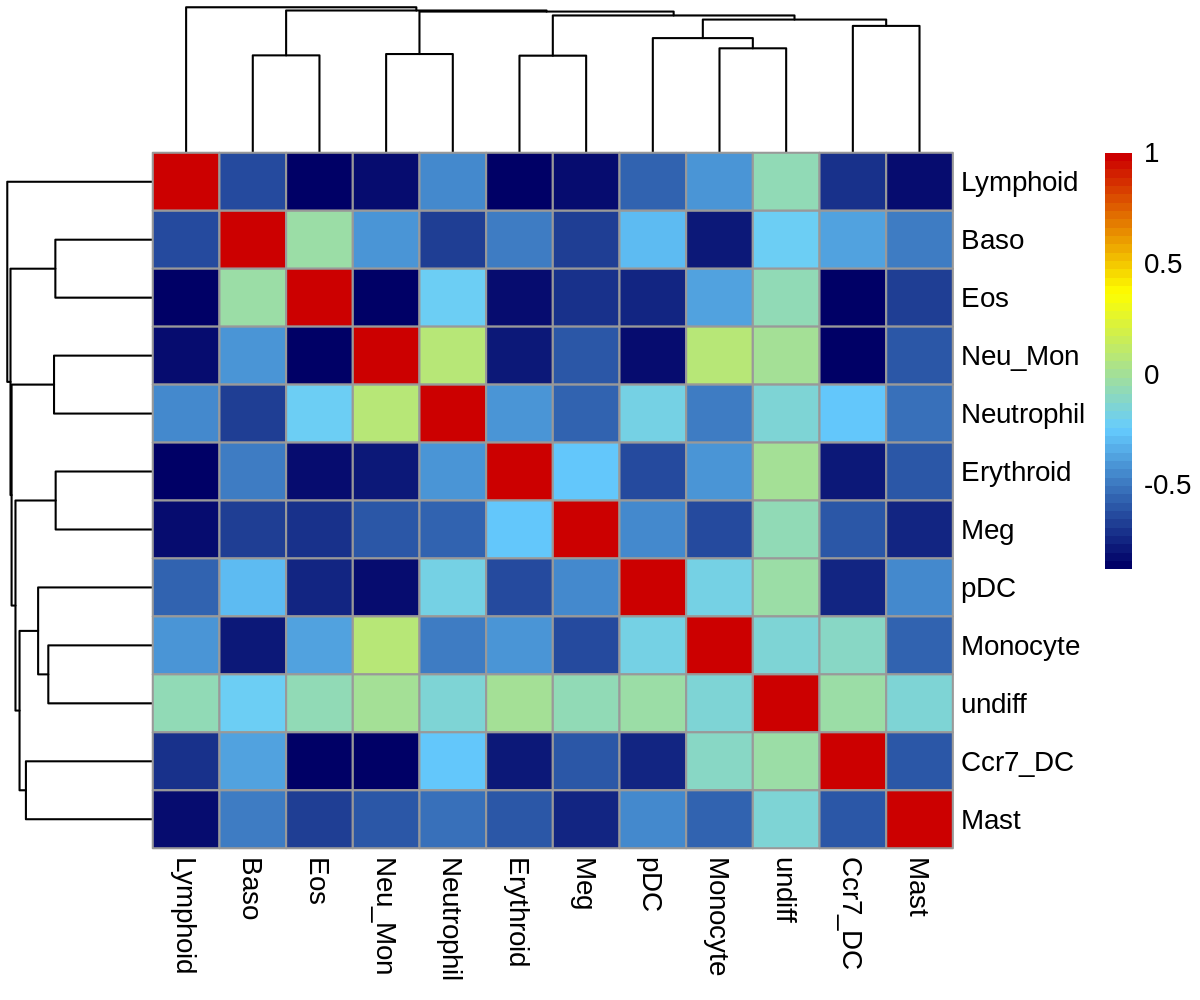 1
0.5
0
-0.5
Lymphoid
Baso
Eos
Neu_Mon
Neutrophil
Erythroid
Meg
pDC
Monocyte
undiff
Ccr7_DC
Mast
Lymphoid
Baso
Eos
Neu_Mon
Neutrophil
Erythroid
Meg
pDC
Monocyte
undiff
Ccr7_DC
Mast